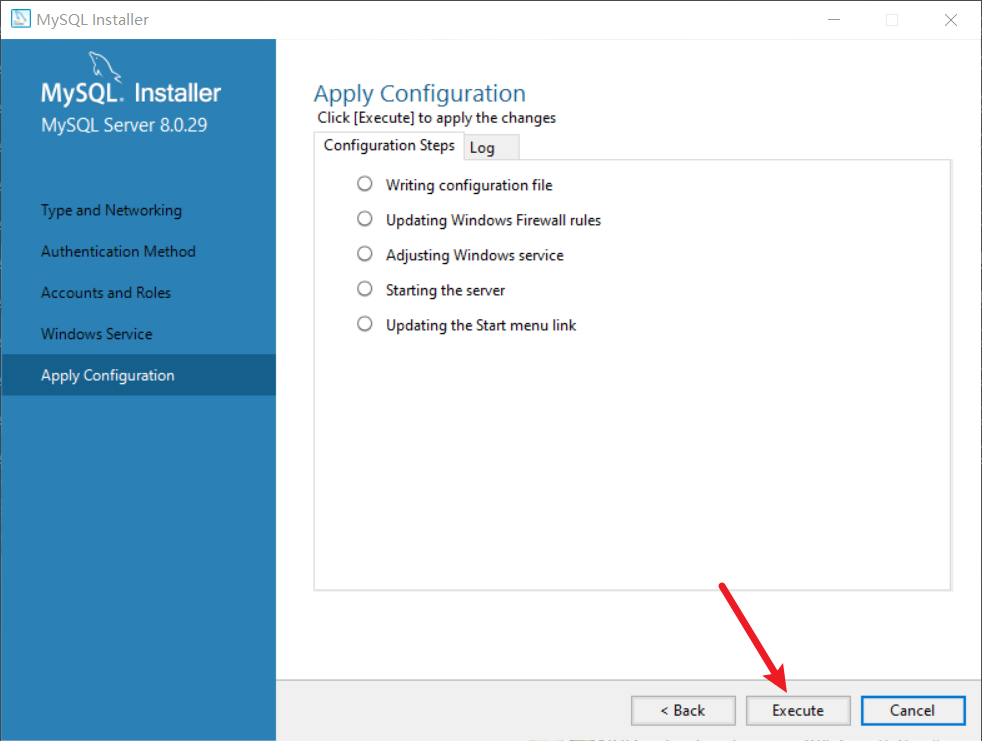 MySQL Installer
MySQL. Installer
MySQL Server 8.0.29
Type and Networking
Authentication Method
Accounts and Roles
Windows Service
Apply Configuration
Apply Configuration
Click [Execute] to apply the changes
Configuration Steps
Log
Writing configuration file
Updating Windows Firewall rules
Adjusting Windows service
Starting the server
Updating the Start menu link
< Back
Execute
Cancel